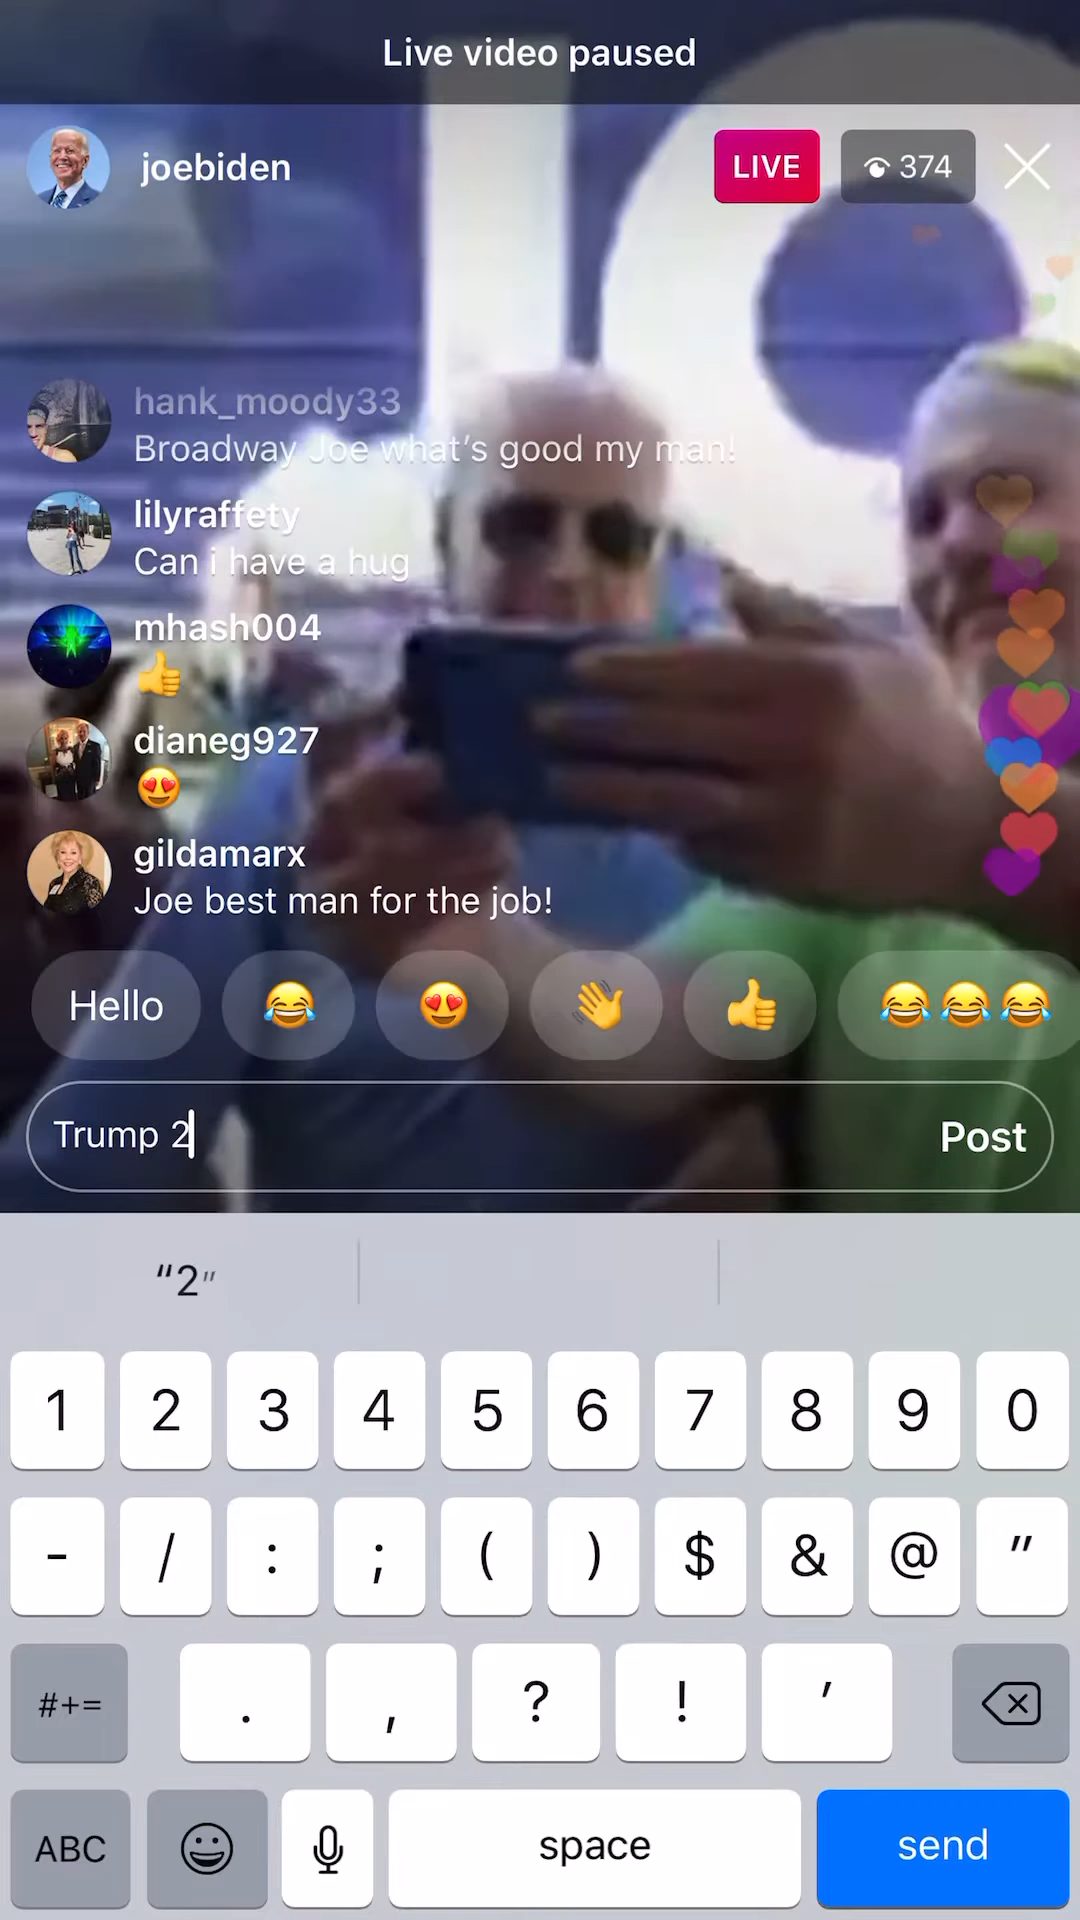 Live video paused
joebiden
LIVE
374
hank_moody33
Broadway Joe what's good my man!
lilyraffety
Can i have a hug
mhash004
👍
dianeg927
😍
gildamarx
Joe best man for the job!
Hello 😂 😍 👋 👍 😂😂😂
Trump 2
Post
“2”
1 2 3 4 5 6 7 8 9 0
- / : ; ( ) $ & @ "
#+= . , ? ! '
ABC space send